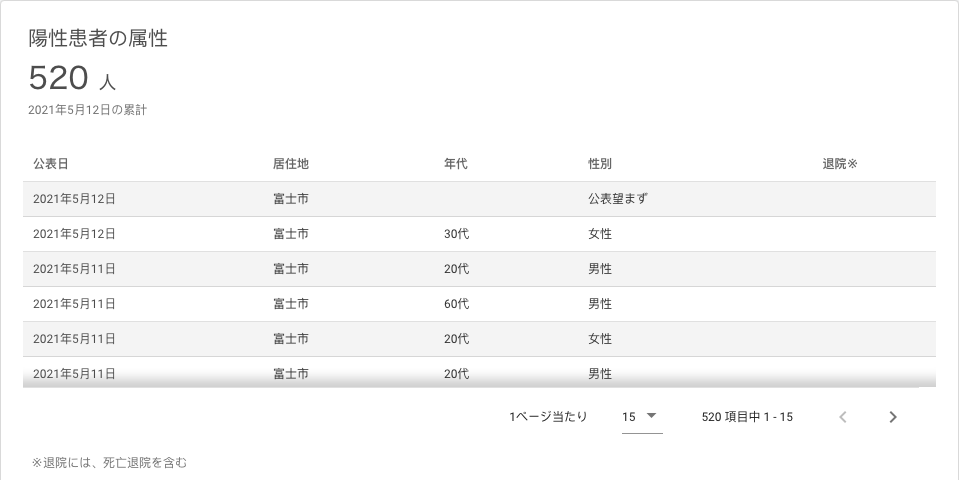 陽性患者の属性
520 人
2021年5月12日の累計
公表日 居住地 年代 性別 退院※
2021年5月12日 富士市 公表望まず
2021年5月12日 富士市 30代 女性
2021年5月11日 富士市 20代 男性
2021年5月11日 富士市 60代 男性
2021年5月11日 富士市 20代 女性
2021年5月11日 富士市 20代 男性
1ページ当たり 15 520 項目中 1 - 15
※退院には、死亡退院を含む